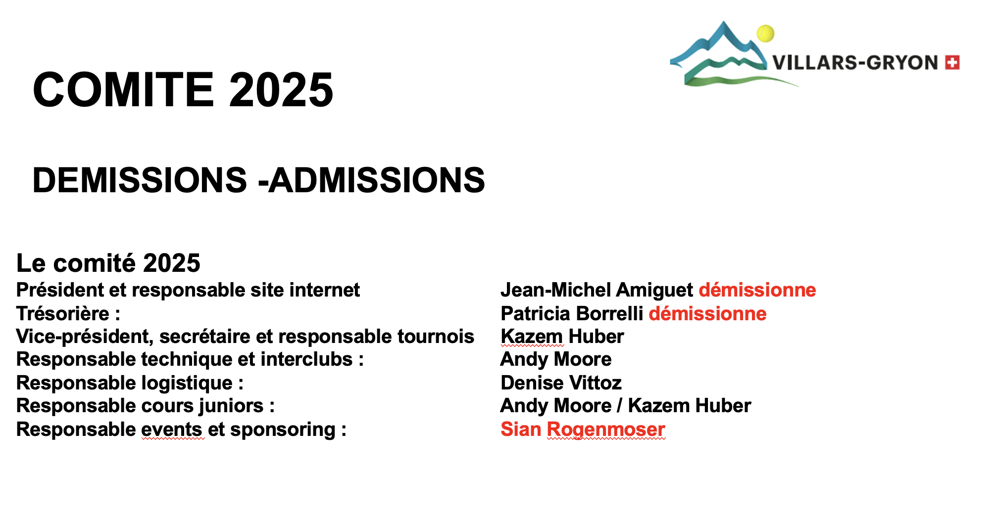 VILLARS-GRYON
COMITE 2025
DEMISSIONS -ADMISSIONS
Le comité 2025
Président et responsable site internet Jean-Michel Amiguet démissionne
Trésorière : Patricia Borrelli démissionne
Vice-président, secrétaire et responsable tournois Kazem Huber
Responsable technique et interclubs : Andy Moore
Responsable logistique : Denise Vittoz
Responsable cours juniors : Andy Moore / Kazem Huber
Responsable events et sponsoring : Sian Rogenmoser